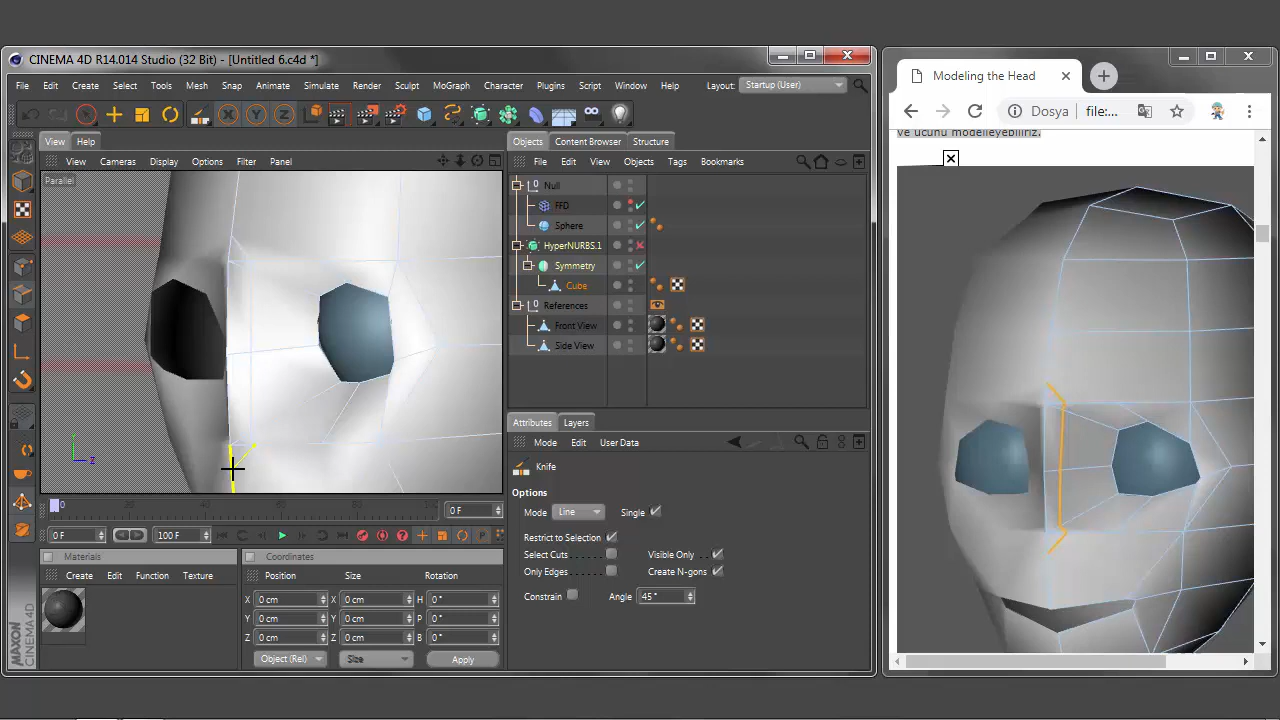 CINEMA 4D R14.014 Studio (32 Bit) - [Untitled 6.c4d *]
File Edit Create Select Tools Mesh Snap Animate Simulate Render Sculpt MoGraph Character Plugins Script Window Help Layout: Startup (User)
View Help
View Cameras Display Options Filter Panel
Parallel
Z
0 40 100
0 F
0 F 100 F
Materials
Create Edit Function Texture
MAXON
CINEMA 4D
Coordinates
Position Size Rotation
X 0 cm X 0 cm H 0 °
Y 0 cm Y 0 cm P 0 °
Z 0 cm Z 0 cm B 0 °
Object (Rel) Size Apply
Objects Content Browser Structure
File Edit View Objects Tags Bookmarks
Null
FFD
Sphere
HyperNURBS.1
Symmetry
Cube
References
Front View
Side View
Attributes Layers
Mode Edit User Data
Knife
Options
Mode Line Single
Restrict to Selection
Select Cuts Visible Only
Only Edges Create N-gons
Constrain Angle 45 °
Modeling the Head
Dosya file:...
ve ucunu modelleyebiliriz.